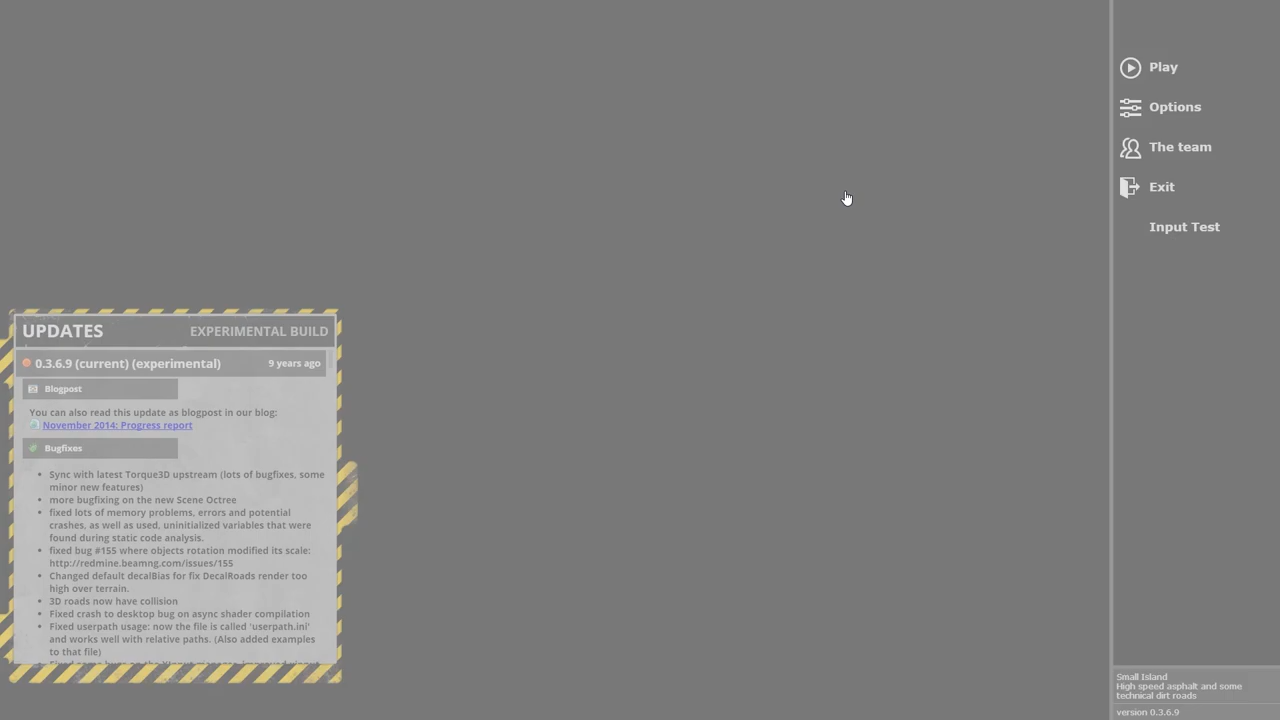 Play
Options
The team
Exit
Input Test
UPDATES EXPERIMENTAL BUILD
0.3.6.9 (current) (experimental) 9 years ago
Blogpost
You can also read this update as blogpost in our blog:
November 2014: Progress report
Bugfixes
• Sync with latest Torque3D upstream (lots of bugfixes, some
minor new features)
• more bugfixing on the new Scene Octree
• fixed lots of memory problems, errors and potential
crashes, as well as used, uninitialized variables that were
found during static code analysis.
• fixed bug #155 where objects rotation modified its scale:
http://redmine.beamng.com/issues/155
• Changed default decalBias for fix DecalRoads render too
high over terrain.
• 3D roads now have collision
• Fixed crash to desktop bug on async shader compilation
• Fixed userpath usage: now the file is called 'userpath.ini'
and works well with relative paths. (Also added examples
to that file)
Small Island
High speed asphalt and some
technical dirt roads
version 0.3.6.9